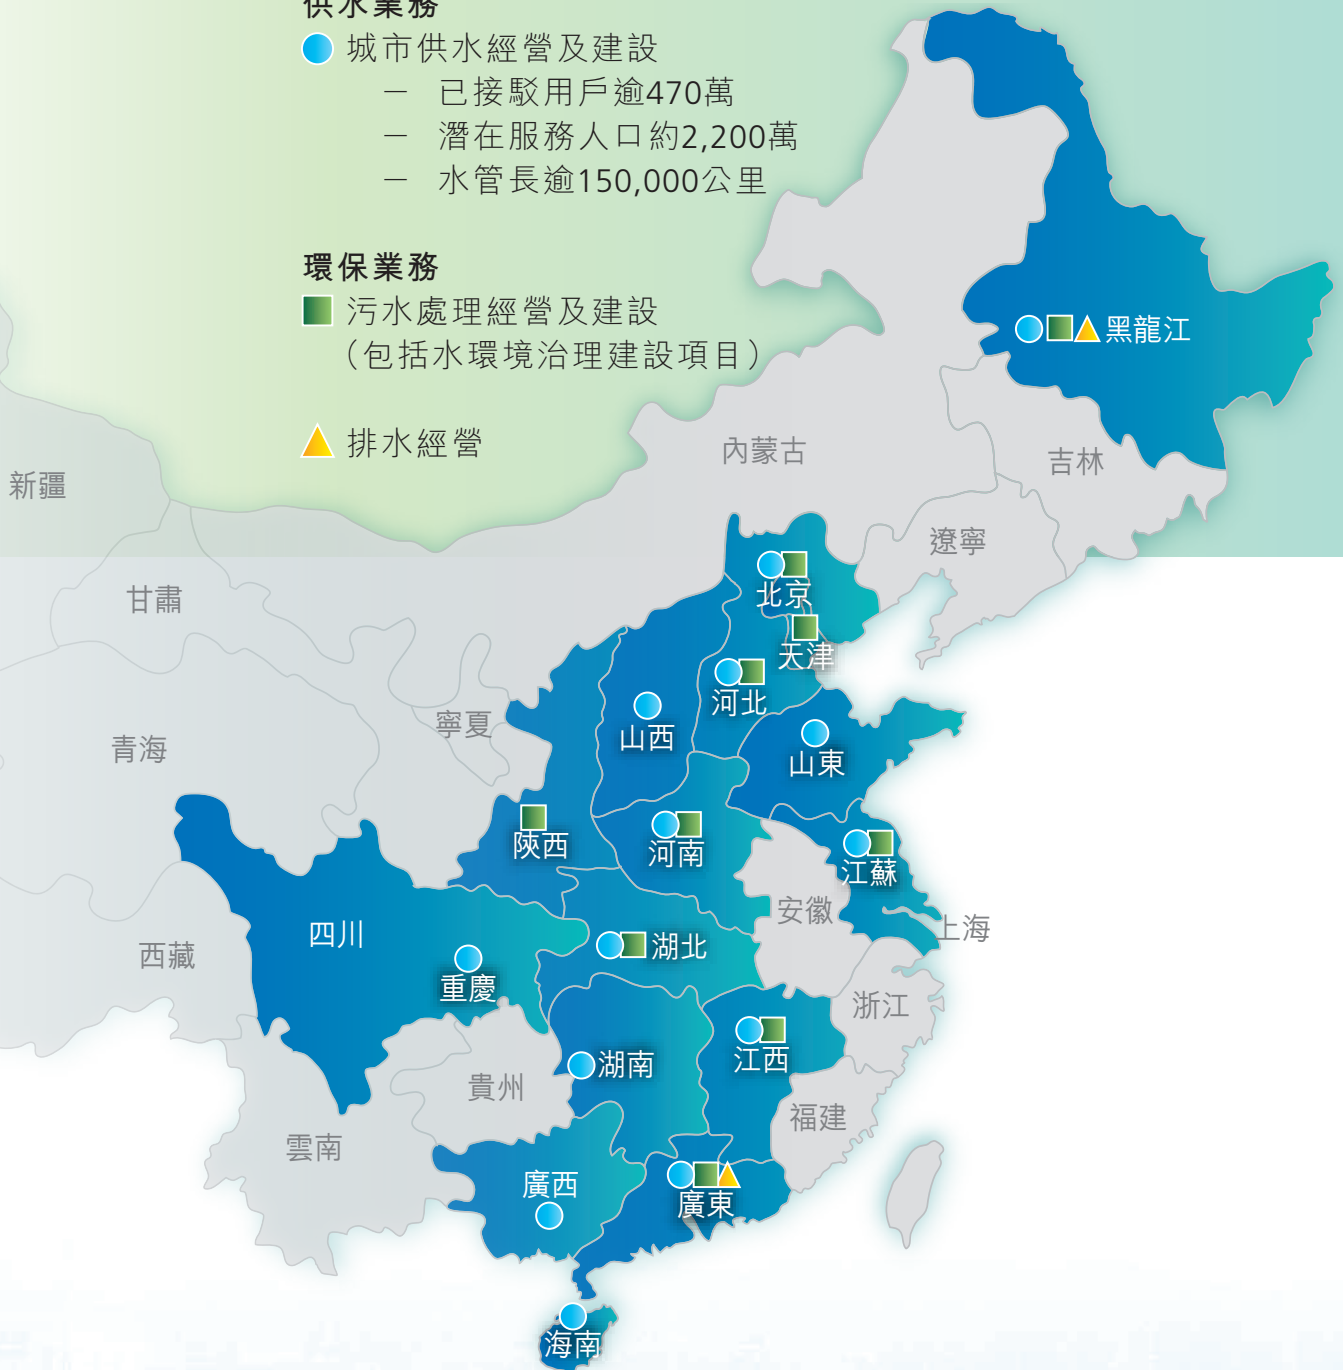 供水業務
城市供水經營及建設
－ 已接駁用戶逾470萬
－ 潛在服務人口約2,200萬
－ 水管長逾150,000公里
環保業務
污水處理經營及建設
（包括水環境治理建設項目）
排水經營
黑龍江
內蒙古
吉林
新疆
遼寧
北京
甘肅
天津
河北
寧夏
山西
青海
山東
陝西
河南
江蘇
安徽
上海
四川
湖北
西藏
重慶
浙江
江西
湖南
貴州
福建
雲南
廣西
廣東
海南